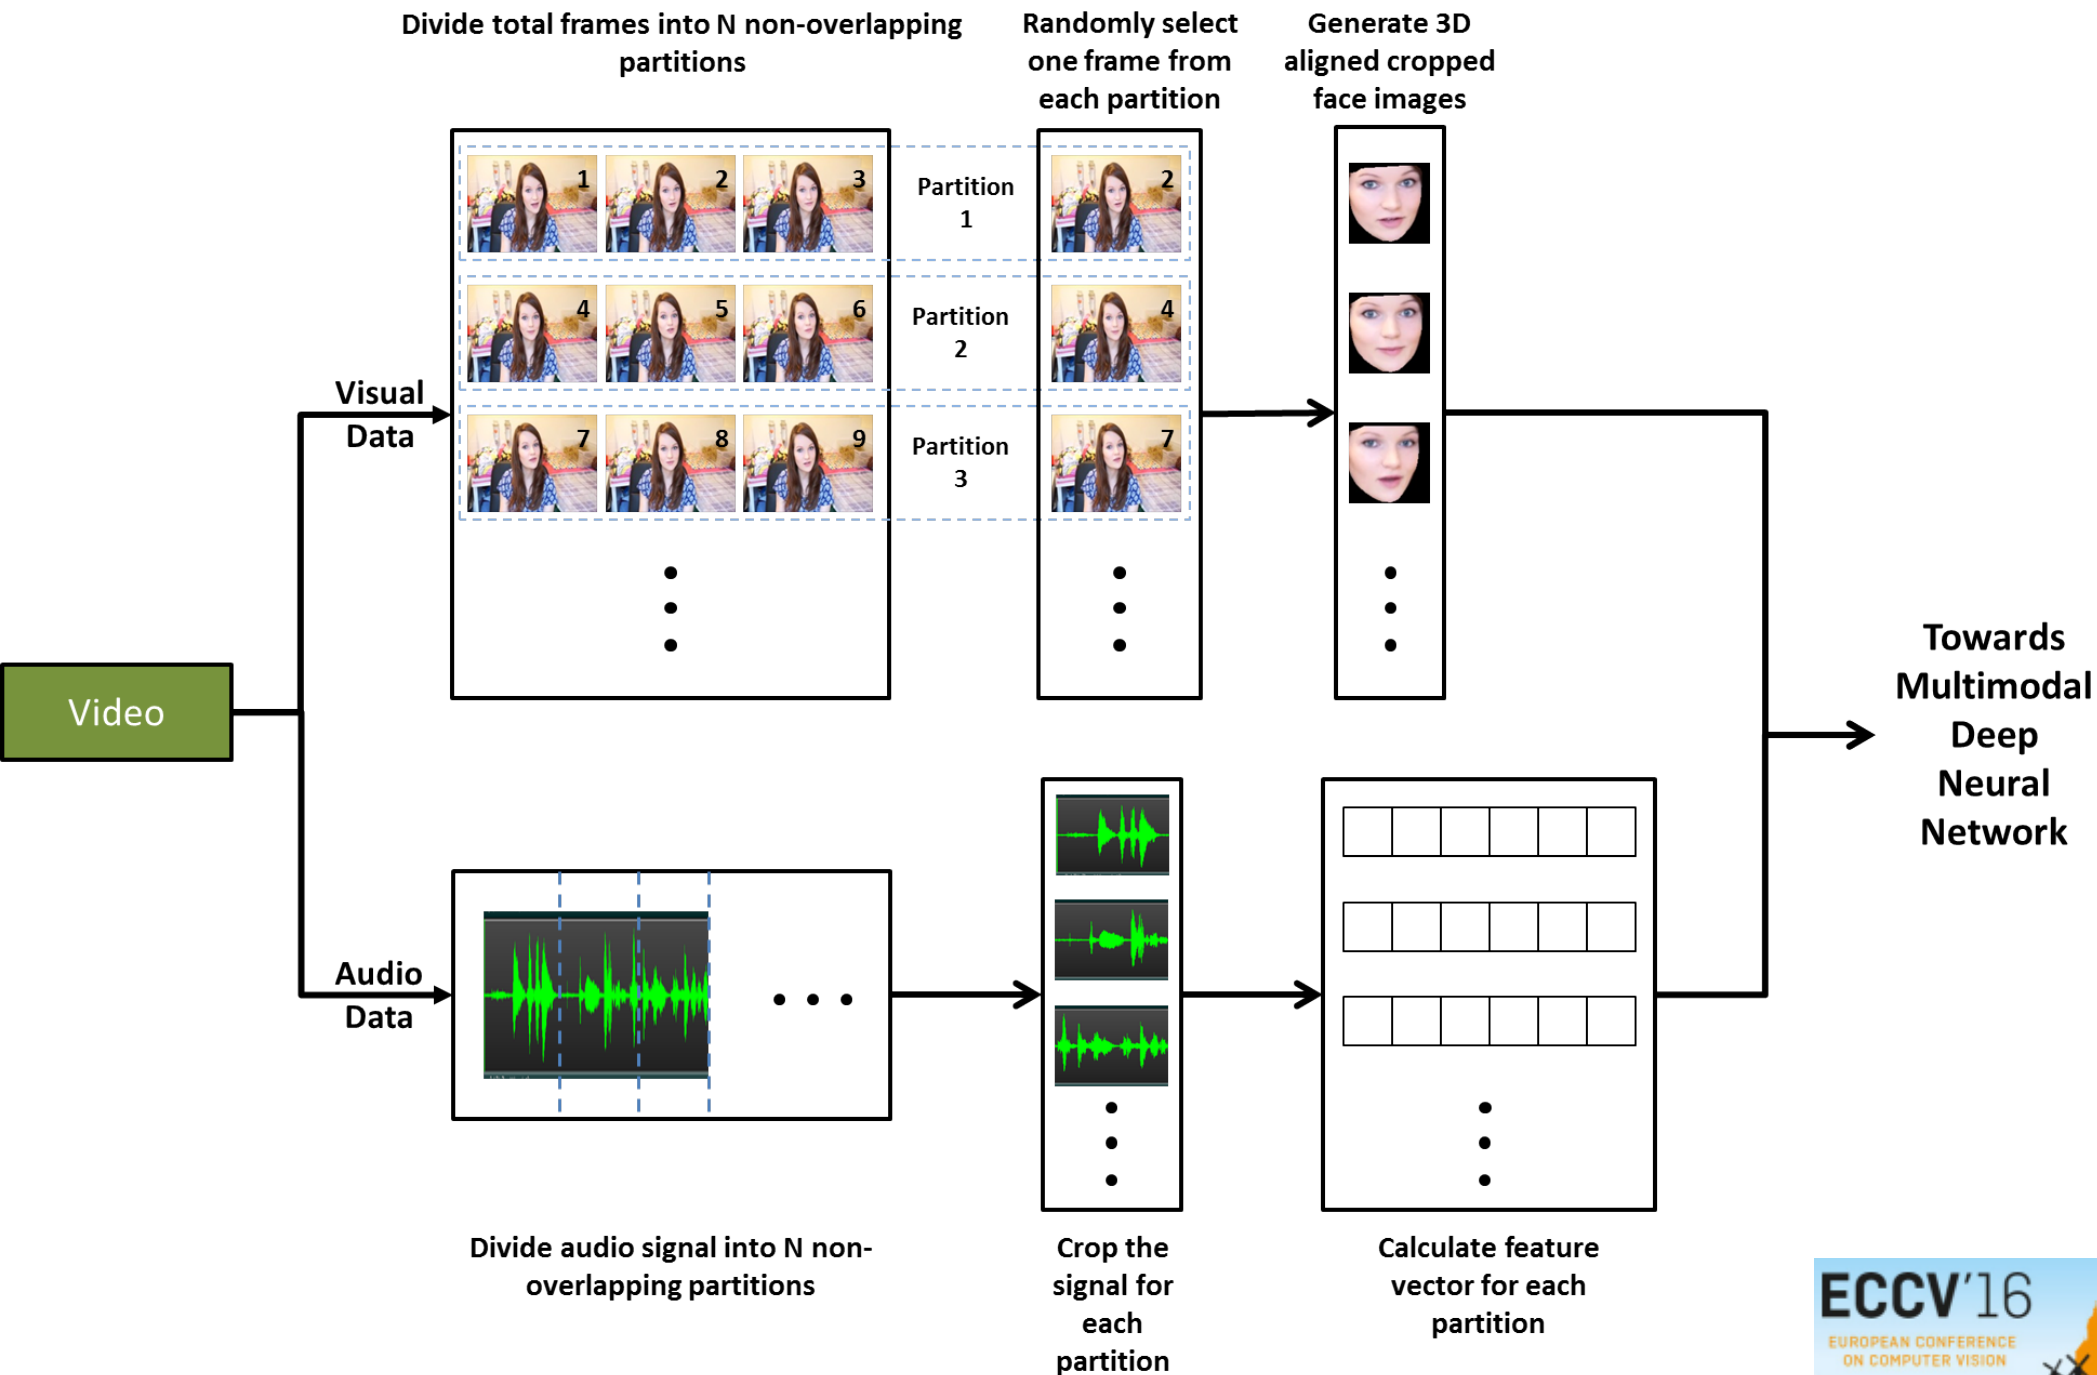 Divide total frames into N non-overlapping
partitions
Randomly select
one frame from
each partition
Generate 3D
aligned cropped
face images
1
2
3
Partition
1
2
4
5
6
Partition
2
4
7
8
9
Partition
3
7
Visual
Data
Video
Towards
Multimodal
Deep
Neural
Network
Audio
Data
Divide audio signal into N non-
overlapping partitions
Crop the
signal for
each
partition
Calculate feature
vector for each
partition
ECCV'16
EUROPEAN CONFERENCE
ON COMPUTER VISION